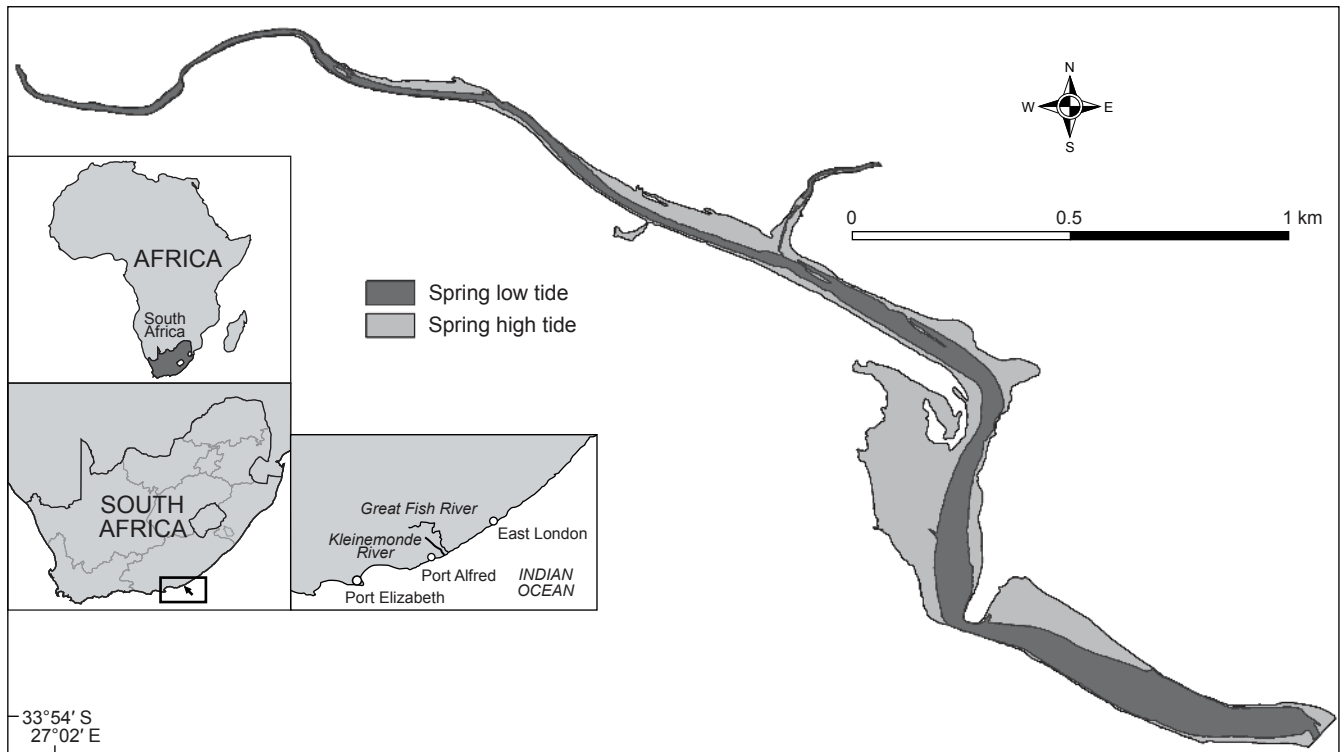 N
W
E
S
0
0.5
1 km
AFRICA
South
Africa
Spring low tide
Spring high tide
SOUTH
AFRICA
Great Fish River
Kleinemonde
River
East London
Port Alfred
INDIAN
OCEAN
Port Elizabeth
33°54′ S
27°02′ E